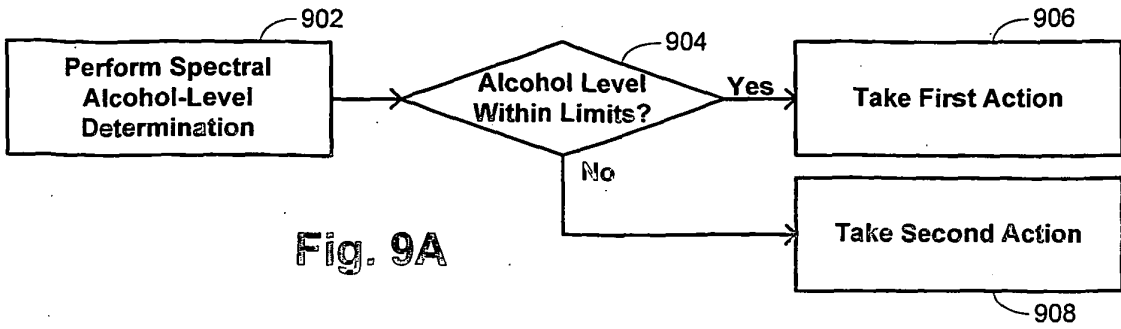 902
Perform Spectral
Alcohol-Level
Determination
904
Alcohol Level
Within Limits?
Yes
No
906
Take First Action
Take Second Action
908
Fig. 9A